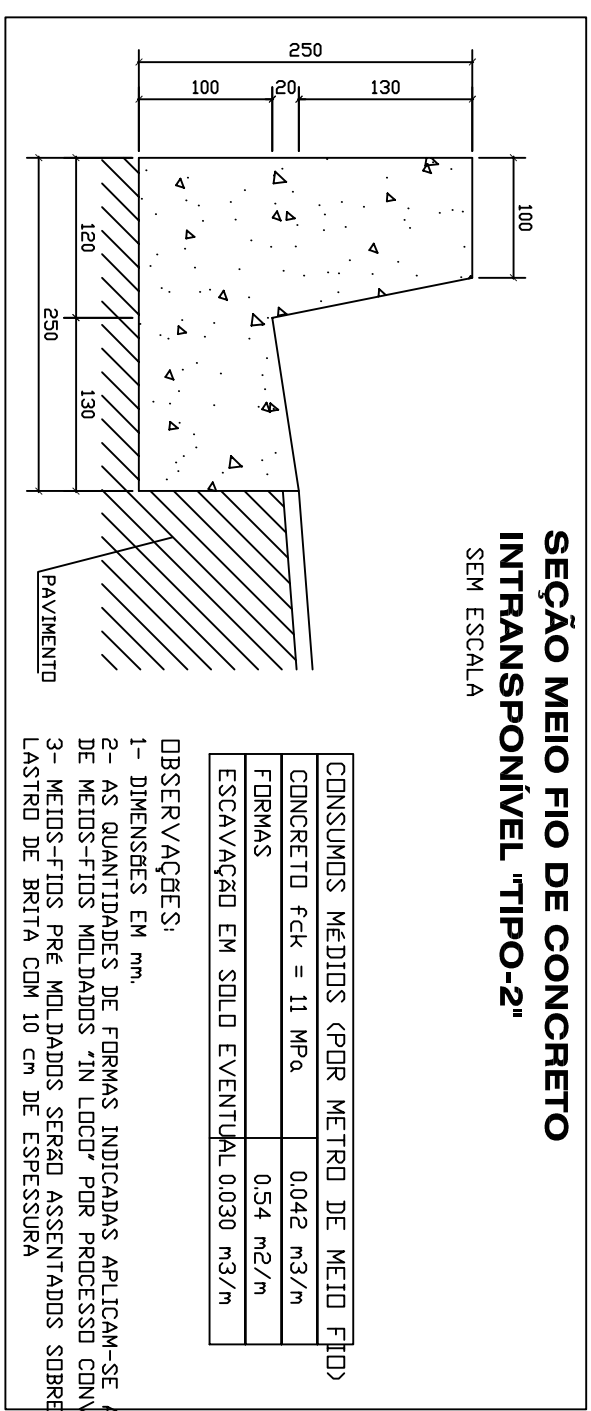 SEÇÃO MEIO FIO DE CONCRETO
INTRANSPONÍVEL "TIPO-2"
SEM ESCALA
100
130
20
100
250
120
130
250
PAVIMENTO
CONSUMOS MÉDIOS (POR METRO DE MEIO FIO)
CONCRETO fck = 11 MPa 0.042 m3/m
FORMAS 0.54 m2/m
ESCAVAÇÃO EM SOLO EVENTUAL 0.030 m3/m
OBSERVAÇÕES:
1- DIMENSÕES EM mm.
2- AS QUANTIDADES DE FORMAS INDICADAS APLICAM-SE
DE MEIOS-FIOS MOLDADOS "IN LOCO" POR PROCESSO
3- MEIOS-FIOS PRÉ MOLDADOS SERÃO ASSENTADOS SOBRE
LASTRO DE BRITA COM 10 cm DE ESPESSURA